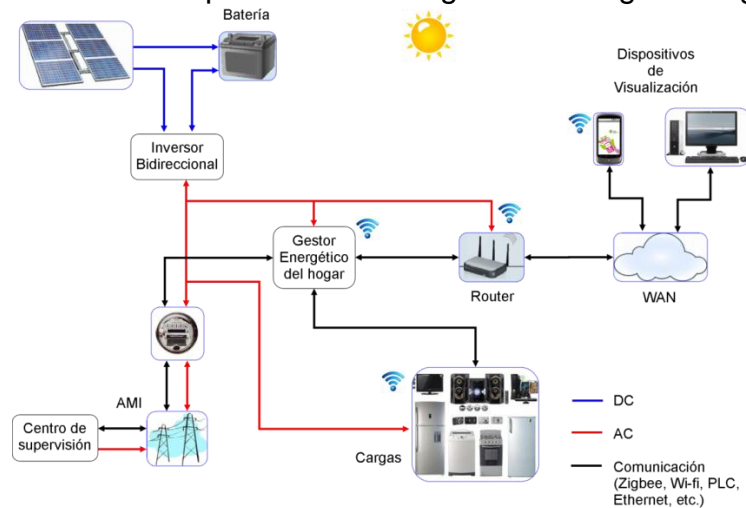 Batería
Dispositivos
de
Visualización
Inversor
Bidireccional
Gestor
Energético
del hogar
Router
WAN
AMI
Centro de
supervisión
Cargas
DC
AC
Comunicación
(Zigbee, Wi-fi, PLC,
Ethernet, etc.)